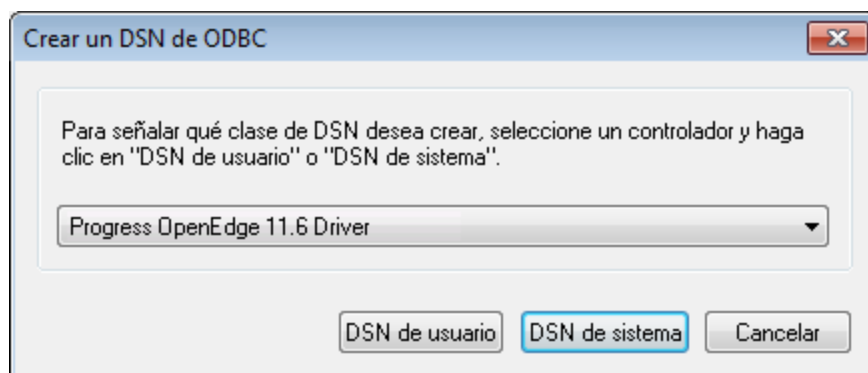 Crear un DSN de ODBC
Para señalar qué clase de DSN desea crear, seleccione un controlador y haga
clic en "DSN de usuario" o "DSN de sistema".
Progress OpenEdge 11.6 Driver
DSN de usuario
DSN de sistema
Cancelar